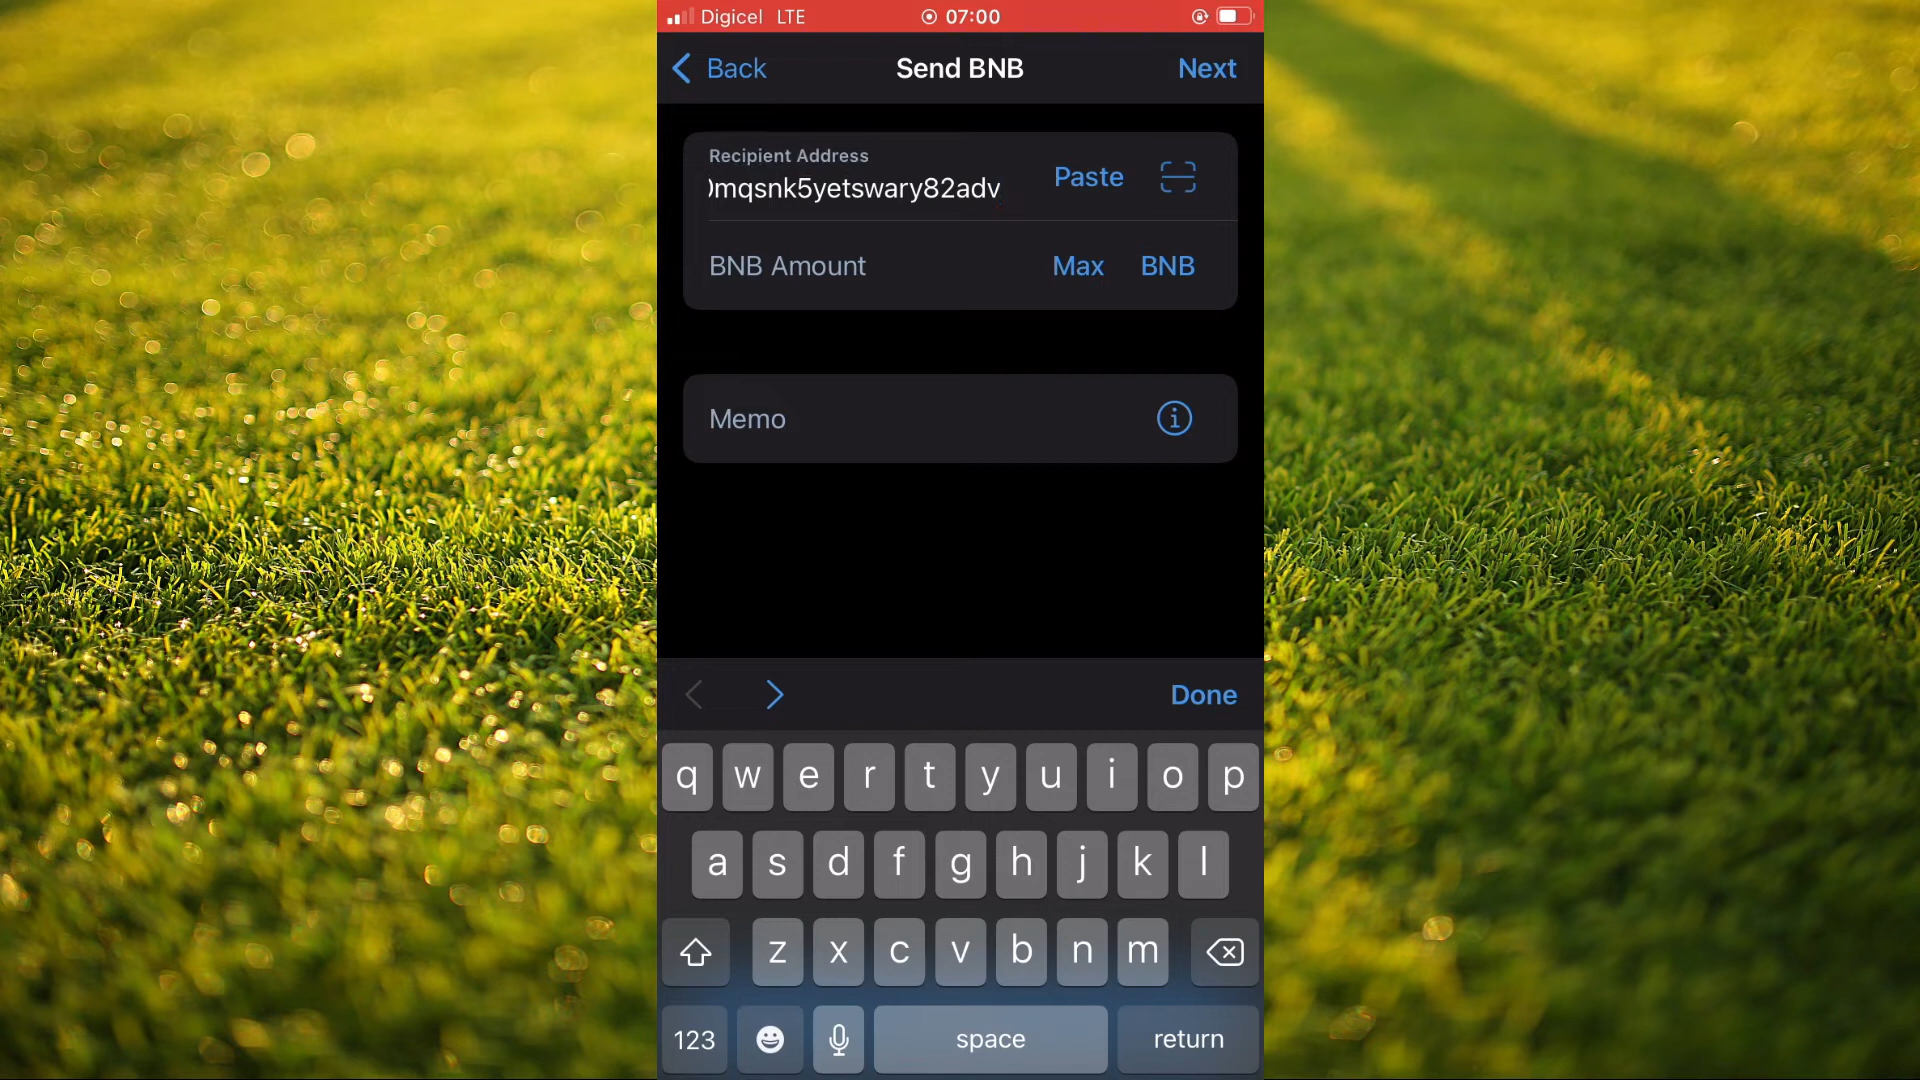 Digicel LTE 07:00
Back Send BNB Next
Recipient Address
mqsnk5yetswary82adv Paste
BNB Amount Max BNB
Memo
Done
q w e r t y u i o p
a s d f g h j k l
z x c v b n m
123 space return